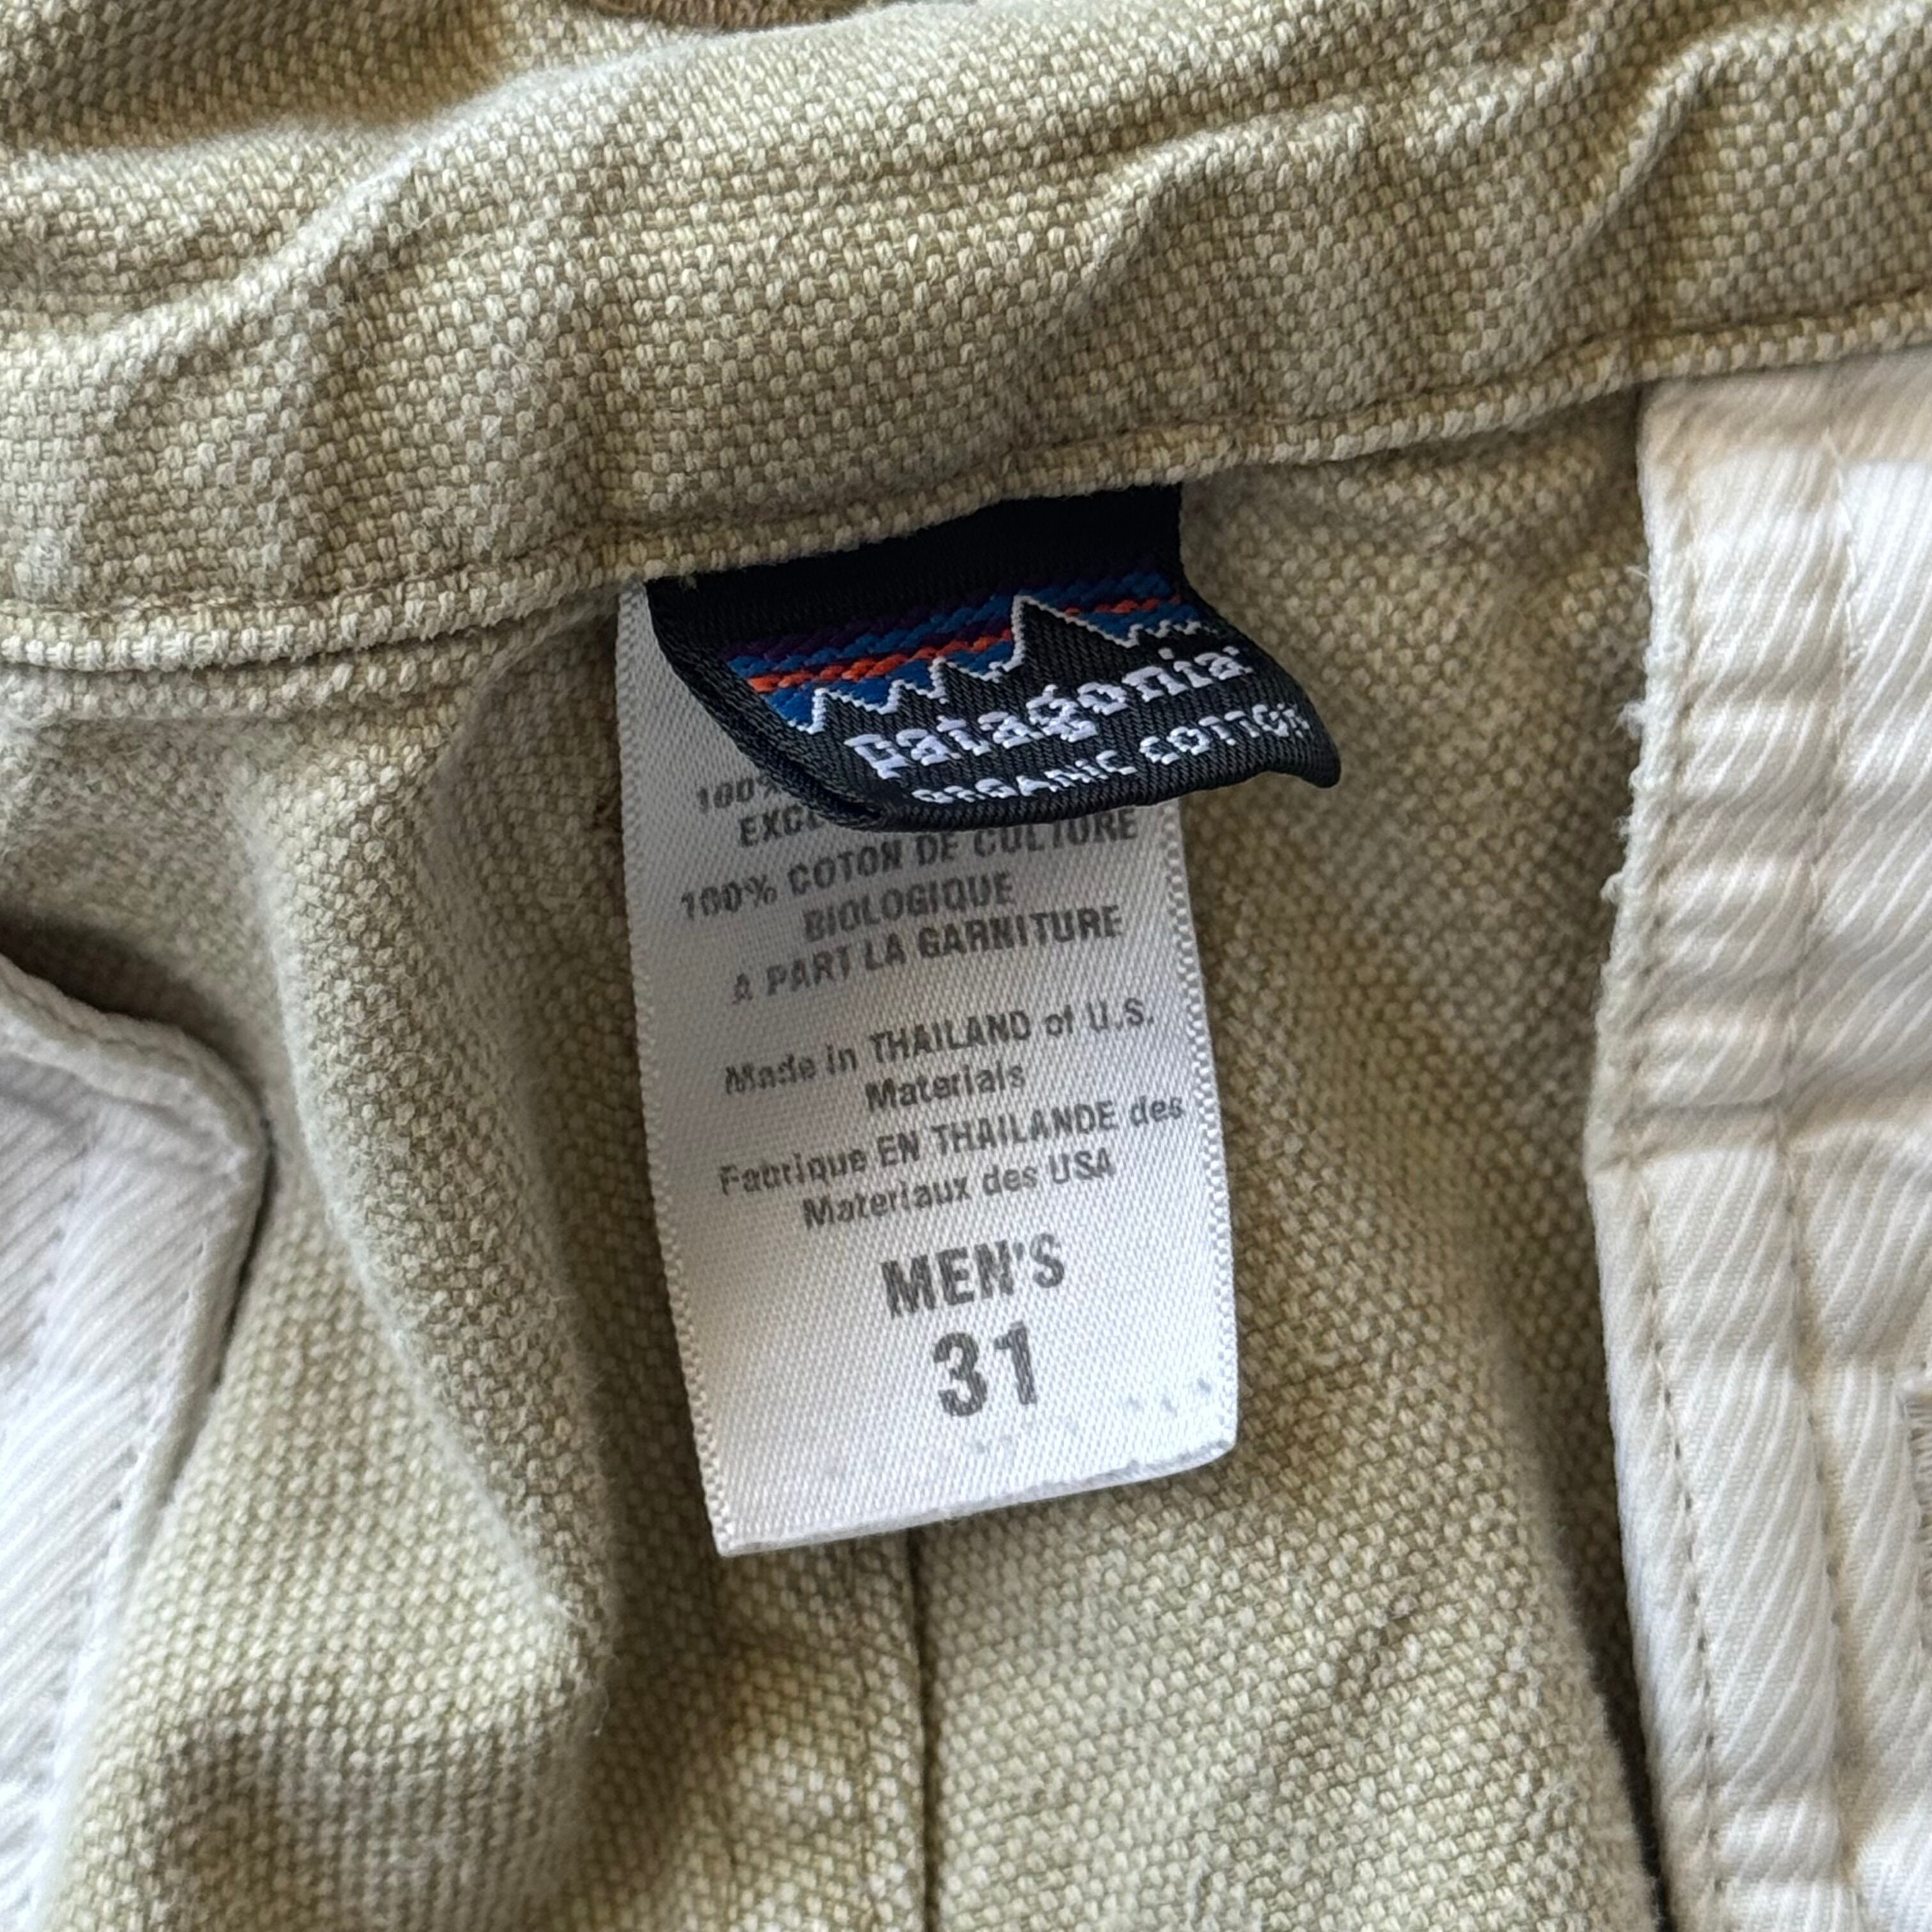 patagonia®
ORGANIC COTTON
100%
100% COTON DE CULTURE
BIOLOGIQUE
A PART LA GARNITURE
Made in THAILAND of U.S.
Materials
Fabrique EN THAILANDE des
Materiaux des USA
MEN'S
31